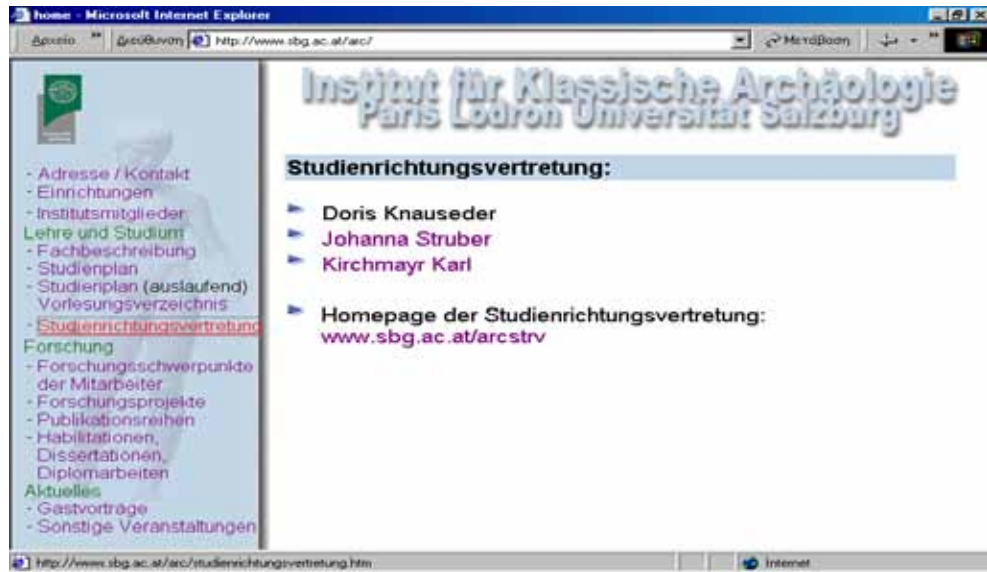 home - Microsoft Internet Explorer
Αρχείο " Διεύθυνση http://www.sbg.ac.at/arc/ Μετάβαση "
Institut für Klassische Archäologie
Paris Lodron Universität Salzburg
- Adresse / Kontakt
- Einrichtungen
- Institutsmitglieder
Lehre und Studium
- Fachbeschreibung
- Studienplan
- Studienplan (auslaufend)
Vorlesungsverzeichnis
- Studienrichtungsvertretung
Forschung
- Forschungsschwerpunkte
der Mitarbeiter
- Forschungsprojekte
- Publikationsreihen
- Habilitationen,
Dissertationen,
Diplomarbeiten
Aktuelles
- Gastvorträge
- Sonstige Veranstaltungen
Studienrichtungsvertretung:
Doris Knauseder
Johanna Struber
Kirchmayr Karl
Homepage der Studienrichtungsvertretung:
www.sbg.ac.at/arcstrv
http://www.sbg.ac.at/arc/studienrichtungsvertretung.htm Internet